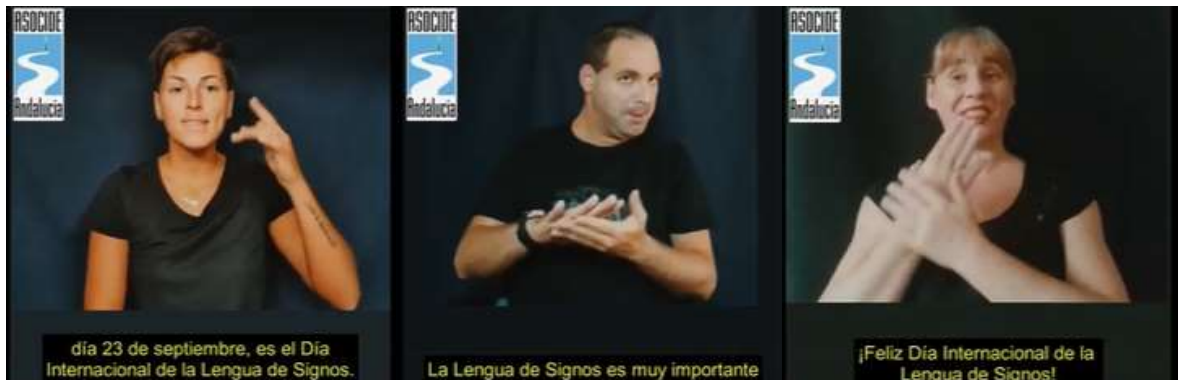 ASOCIDE
Andalucía
día 23 de septiembre, es el Día
Internacional de la Lengua de Signos.
ASOCIDE
Andalucía
La Lengua de Signos es muy importante
ASOCIDE
Andalucía
¡Feliz Día Internacional de la
Lengua de Signos!